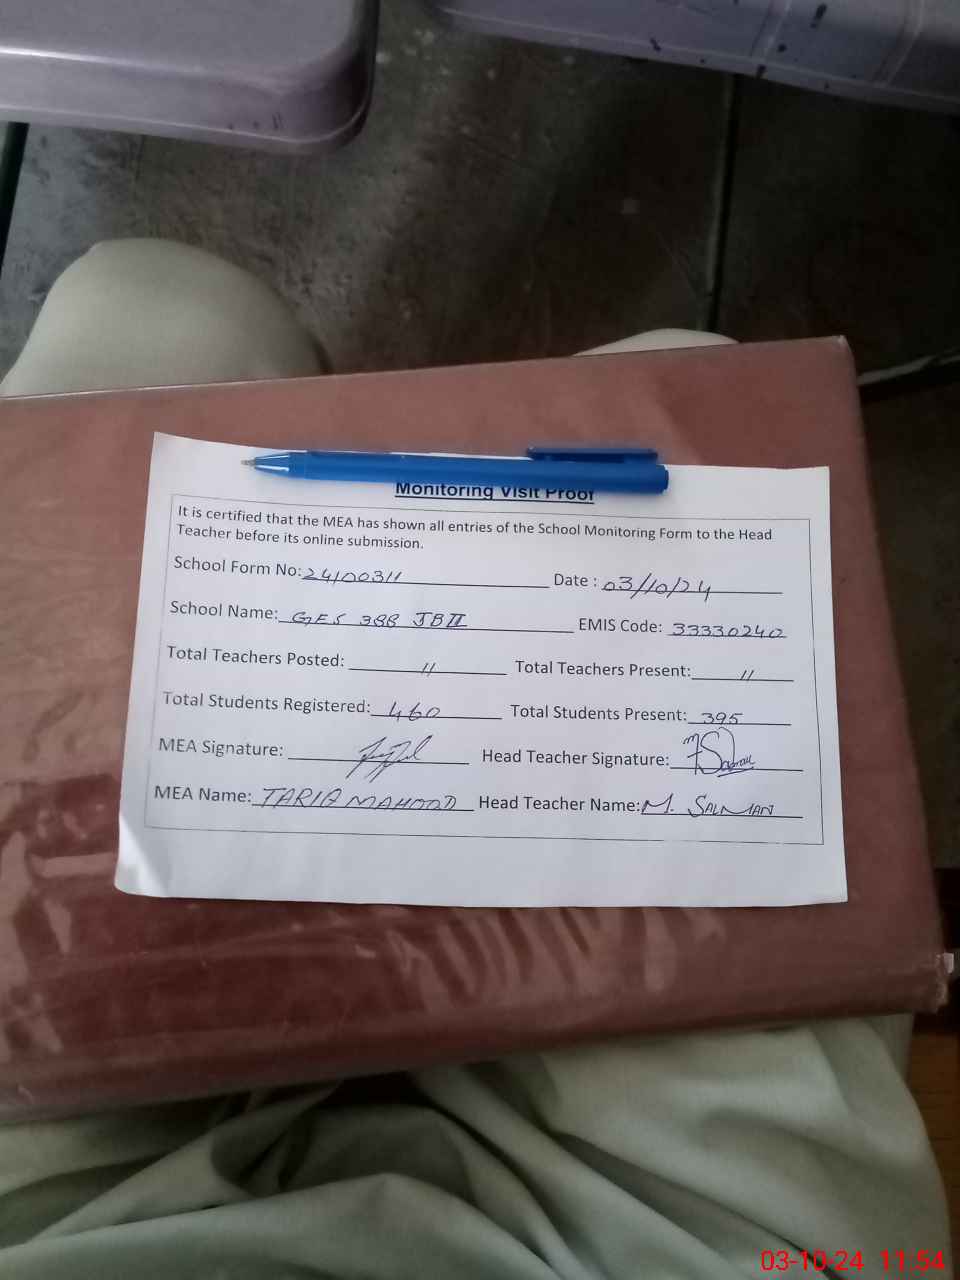 Monitoring Visit Proof
It is certified that the MEA has shown all entries of the School Monitoring Form to the Head
Teacher before its online submission.
School Form No: 24100311 Date : 03/10/24
School Name: GES 388 JB II EMIS Code: 33330240
Total Teachers Posted: 11 Total Teachers Present: 11
Total Students Registered: 460 Total Students Present: 395
MEA Signature: Head Teacher Signature:
MEA Name: TARIQ MAHOOD Head Teacher Name: M. SALMAN
03-10-24 11:54